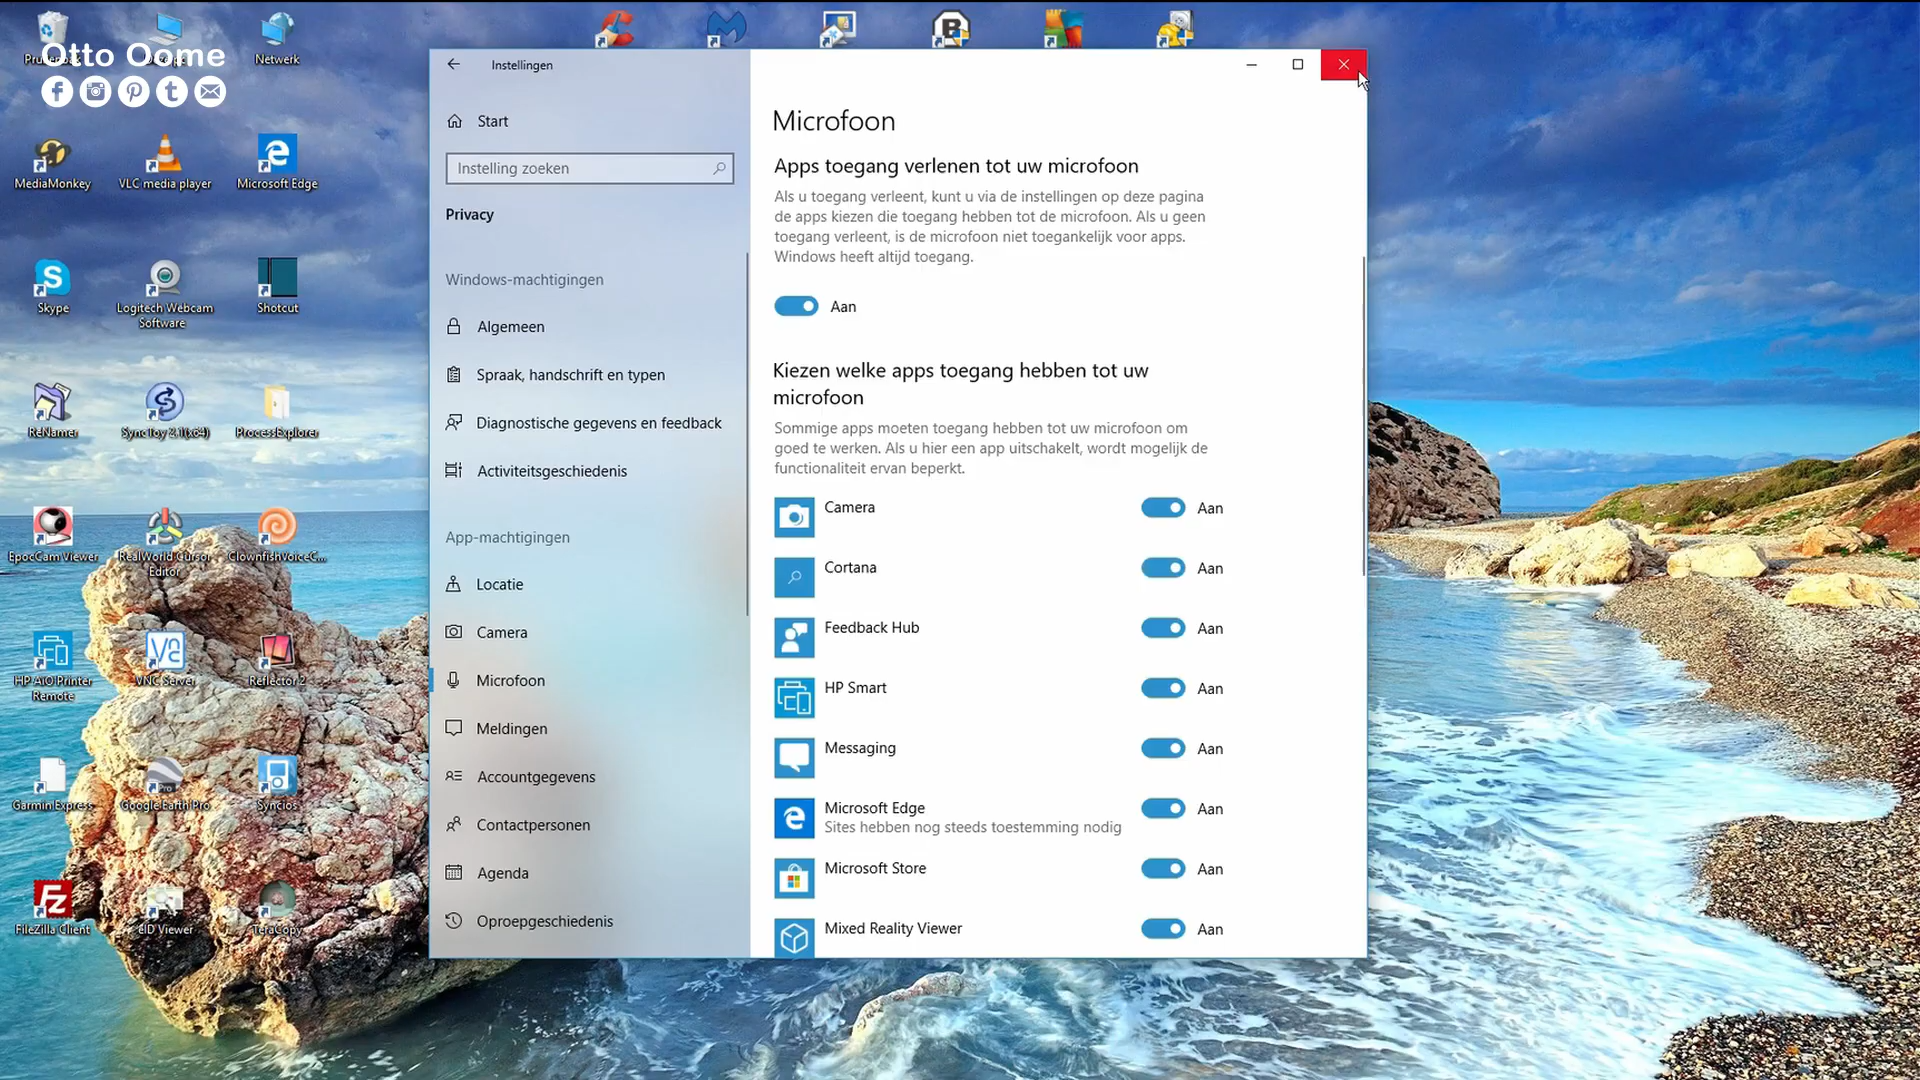 Otto Oome
Netwerk
MediaMonkey
VLC media player
Microsoft Edge
Skype
Logitech Webcam
Software
Shotcut
ReNamer
SyncToy 2.1(x64)
ProcessExplorer
EpocCam Viewer
RealWorld Cursor
Editor
ClownfishVoiceC...
HP AiO Printer
Remote
VNC Server
Reflector 2
Garmin Express
Google Earth Pro
Syncios
FileZilla Client
eID Viewer
TeraCopy
Instellingen
Start
Instelling zoeken
Privacy
Windows-machtigingen
Algemeen
Spraak, handschrift en typen
Diagnostische gegevens en feedback
Activiteitsgeschiedenis
App-machtigingen
Locatie
Camera
Microfoon
Meldingen
Accountgegevens
Contactpersonen
Agenda
Oproepgeschiedenis
Microfoon
Apps toegang verlenen tot uw microfoon
Als u toegang verleent, kunt u via de instellingen op deze pagina
de apps kiezen die toegang hebben tot de microfoon. Als u geen
toegang verleent, is de microfoon niet toegankelijk voor apps.
Windows heeft altijd toegang.
Aan
Kiezen welke apps toegang hebben tot uw
microfoon
Sommige apps moeten toegang hebben tot uw microfoon om
goed te werken. Als u hier een app uitschakelt, wordt mogelijk de
functionaliteit ervan beperkt.
Camera Aan
Cortana Aan
Feedback Hub Aan
HP Smart Aan
Messaging Aan
Microsoft Edge Aan
Sites hebben nog steeds toestemming nodig
Microsoft Store Aan
Mixed Reality Viewer Aan